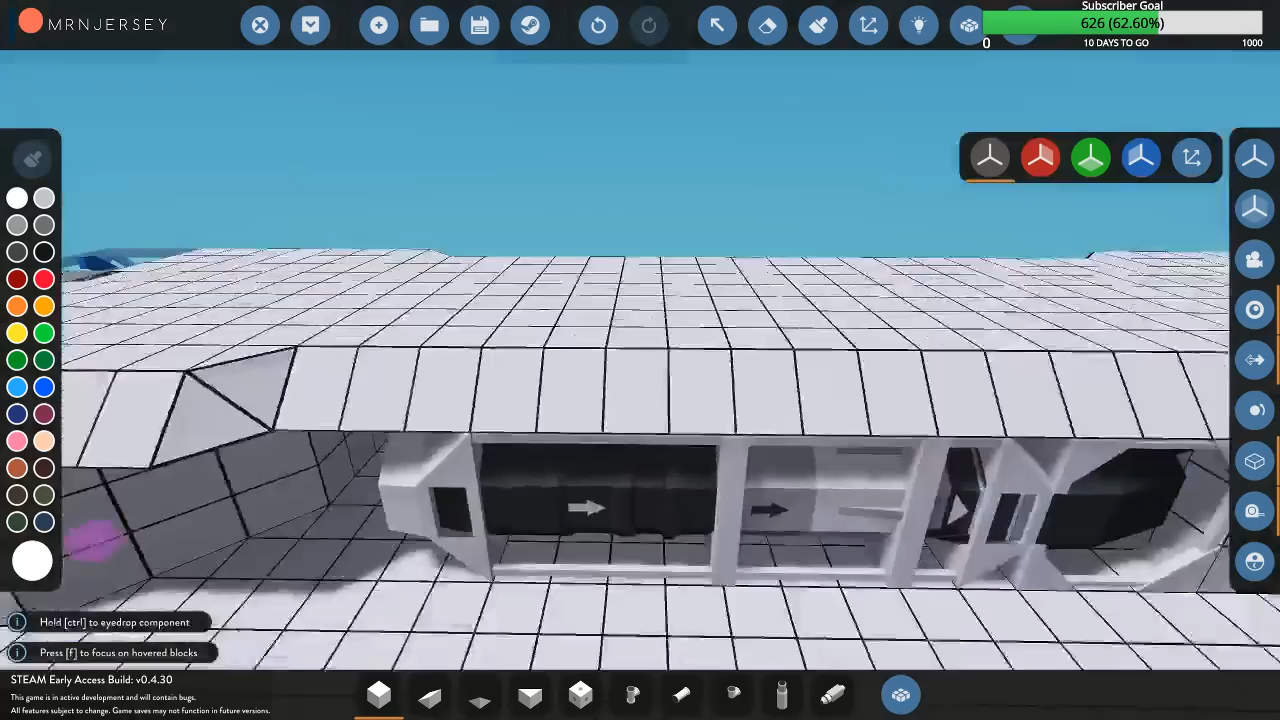 MRNJERSEY
Subscriber Goal
626 (62.60%)
0
10 DAYS TO GO
1000
Hold [ctrl] to eyedrop component
Press [f] to focus on hovered blocks
STEAM Early Access Build: v0.4.30
This game is in active development and will contain bugs.
All features subject to change. Game saves may not function in future versions.